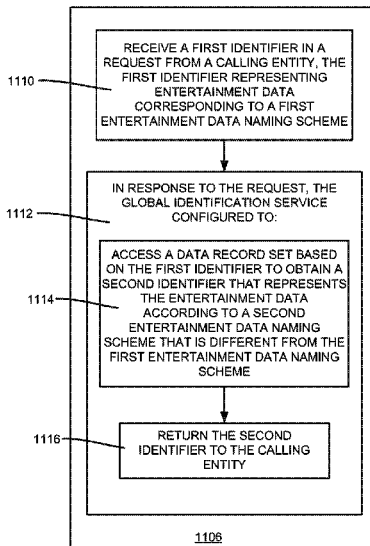 1110
RECEIVE A FIRST IDENTIFIER IN A
REQUEST FROM A CALLING ENTITY, THE
FIRST IDENTIFIER REPRESENTING
ENTERTAINMENT DATA
CORRESPONDING TO A FIRST
ENTERTAINMENT DATA NAMING SCHEME
1112
IN RESPONSE TO THE REQUEST, THE
GLOBAL IDENTIFICATION SERVICE
CONFIGURED TO:
1114
ACCESS A DATA RECORD SET BASED
ON THE FIRST IDENTIFIER TO OBTAIN A
SECOND IDENTIFIER THAT REPRESENTS
THE ENTERTAINMENT DATA
ACCORDING TO A SECOND
ENTERTAINMENT DATA NAMING
SCHEME THAT IS DIFFERENT FROM THE
FIRST ENTERTAINMENT DATA NAMING
SCHEME
1116
RETURN THE SECOND
IDENTIFIER TO THE CALLING
ENTITY
1106